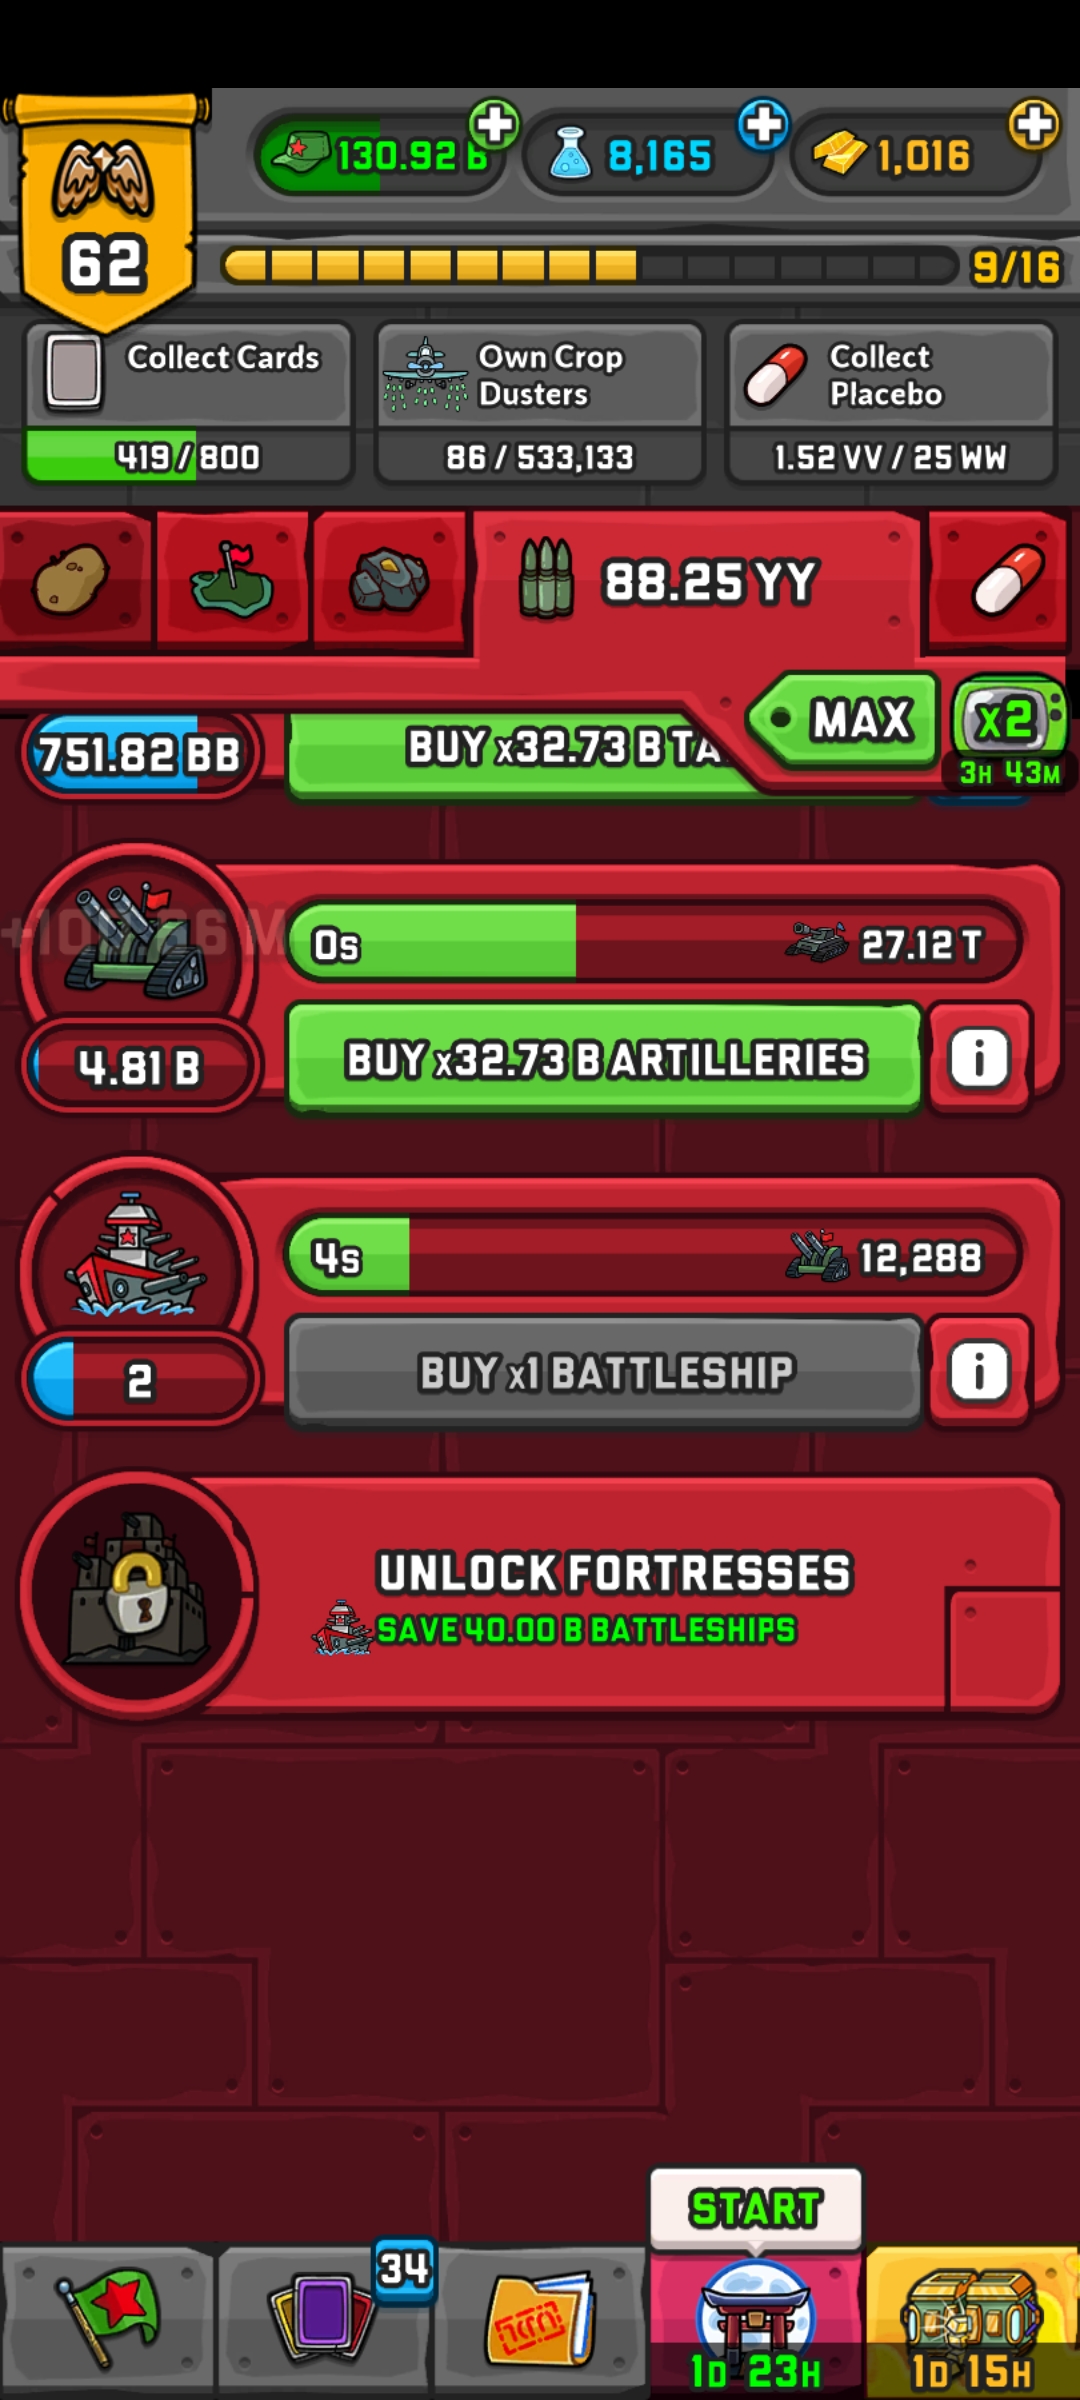 130.92 B
8,165
1,016
62
9/16
Collect Cards
419 / 800
Own Crop
Dusters
86 / 533,133
Collect
Placebo
1.52 VV / 25 WW
88.25 YY
MAX
X2
3H 43M
751.82 BB
BUY x32.73 B TA
0s
27.12 T
4.81 B
BUY x32.73 B ARTILLERIES
i
4s
12,288
2
BUY x1 BATTLESHIP
i
UNLOCK FORTRESSES
SAVE 40.00 B BATTLESHIPS
START
34
1D 23H
1D 15H